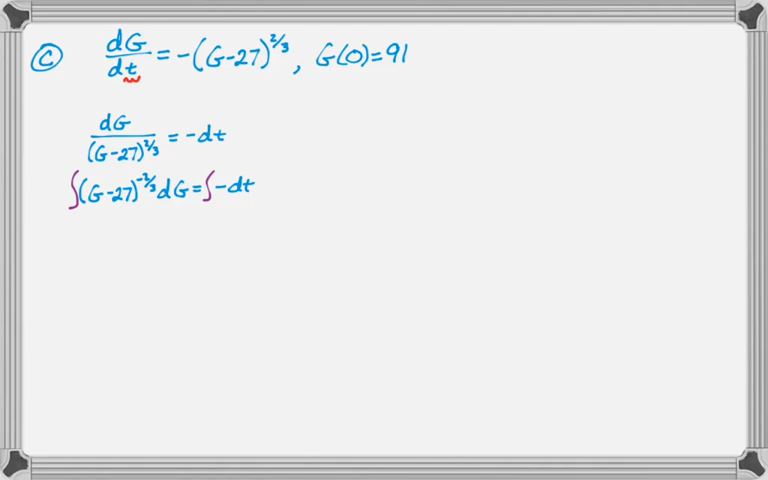 Ⓒ dG/dt = -(G-27)^2/3, G(0)=91
dG/(G-27)^2/3 = -dt
∫(G-27)^-2/3 dG = ∫-dt